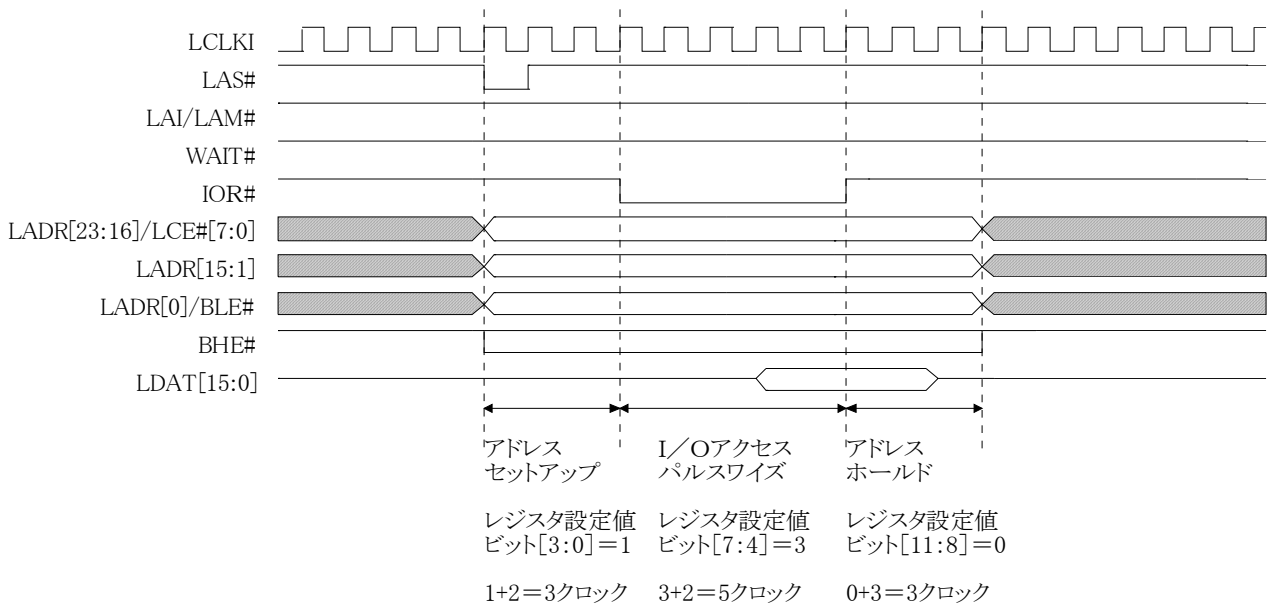 LCLKI
LAS#
LAI/LAM#
WAIT#
IOR#
LADR[23:16]/LCE#[7:0]
LADR[15:1]
LADR[0]/BLE#
BHE#
LDAT[15:0]
アドレス
セットアップ
レジスタ設定値
ビット[3:0]=1
1+2=3クロック
I/Oアクセス
パルスワイズ
レジスタ設定値
ビット[7:4]=3
3+2=5クロック
アドレス
ホールド
レジスタ設定値
ビット[11:8]=0
0+3=3クロック